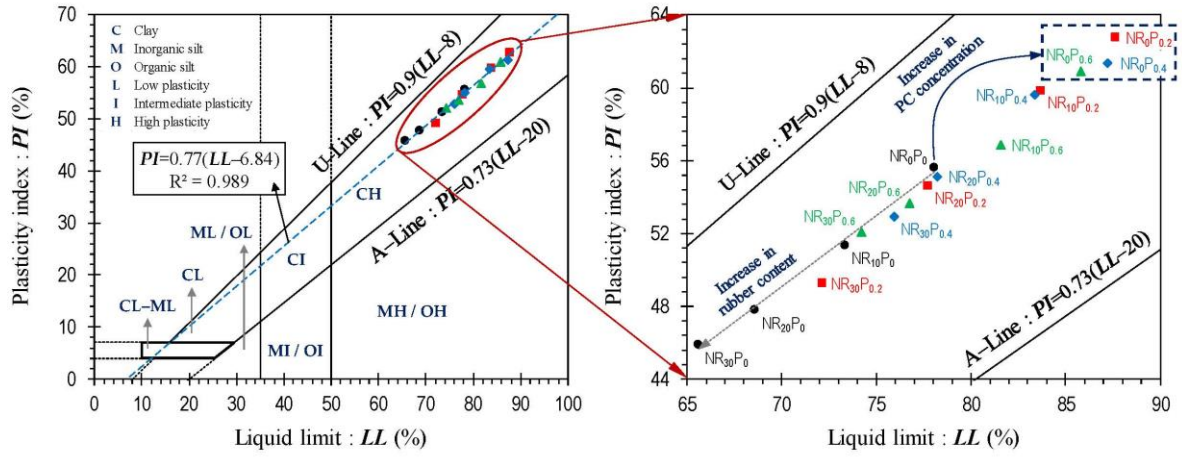 Plasticity index : PI (%)
70
60
50
40
30
20
10
0
C Clay
M Inorganic silt
O Organic silt
L Low plasticity
I Intermediate plasticity
H High plasticity
PI=0.77(LL–6.84)
R² = 0.989
U-Line : PI=0.9(LL–8)
A-Line : PI=0.73(LL–20)
CH
ML / OL
CI
CL
CL–ML
MH / OH
MI / OI
0 10 20 30 40 50 60 70 80 90 100
Liquid limit : LL (%)
Plasticity index : PI (%)
64
60
56
52
48
44
U-Line : PI=0.9(LL–8)
Increase in
PC concentration
NR0P0.2
NR0P0.6
NR0P0.4
NR10P0.4
NR10P0.2
NR10P0.6
NR0P0
NR20P0.4
NR20P0.6
NR20P0.2
NR30P0.6
NR30P0.4
NR10P0
Increase in
rubber content
NR30P0.2
NR20P0
NR30P0
A–Line : PI=0.73(LL–20)
65 70 75 80 85 90
Liquid limit : LL (%)